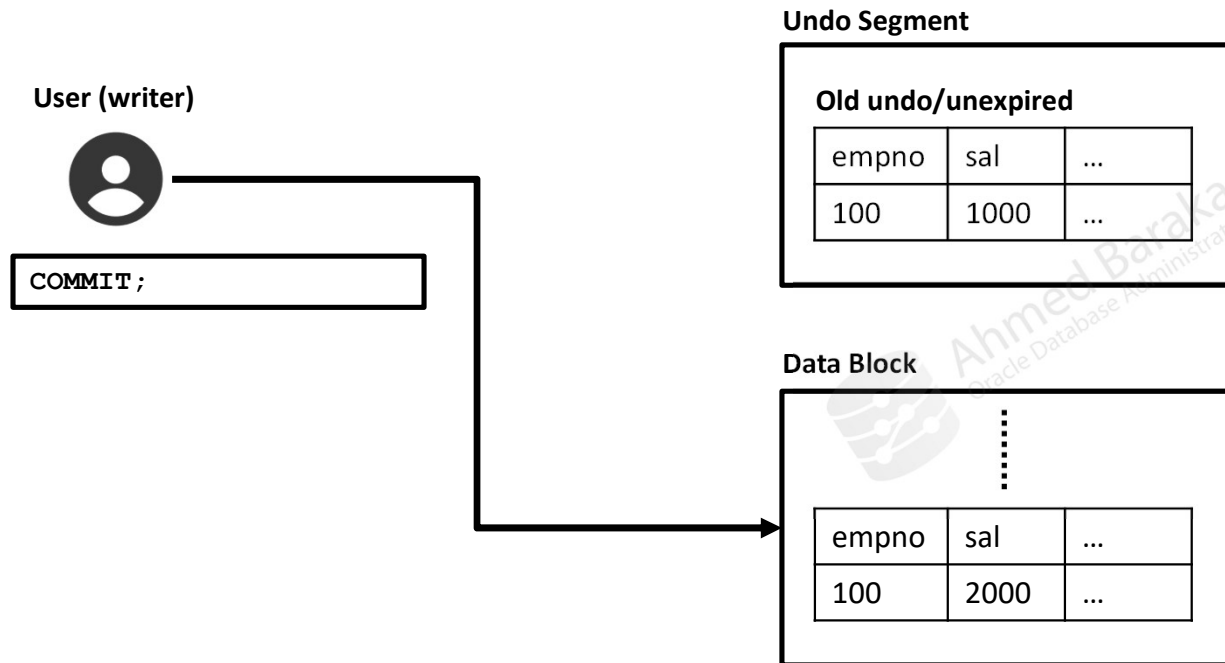 Undo Segment
User (writer)
Old undo/unexpired
empno sal ...
100 1000 ...
COMMIT;
Ahmed Baraka
Oracle Database Administrat
Data Block
empno sal ...
100 2000 ...